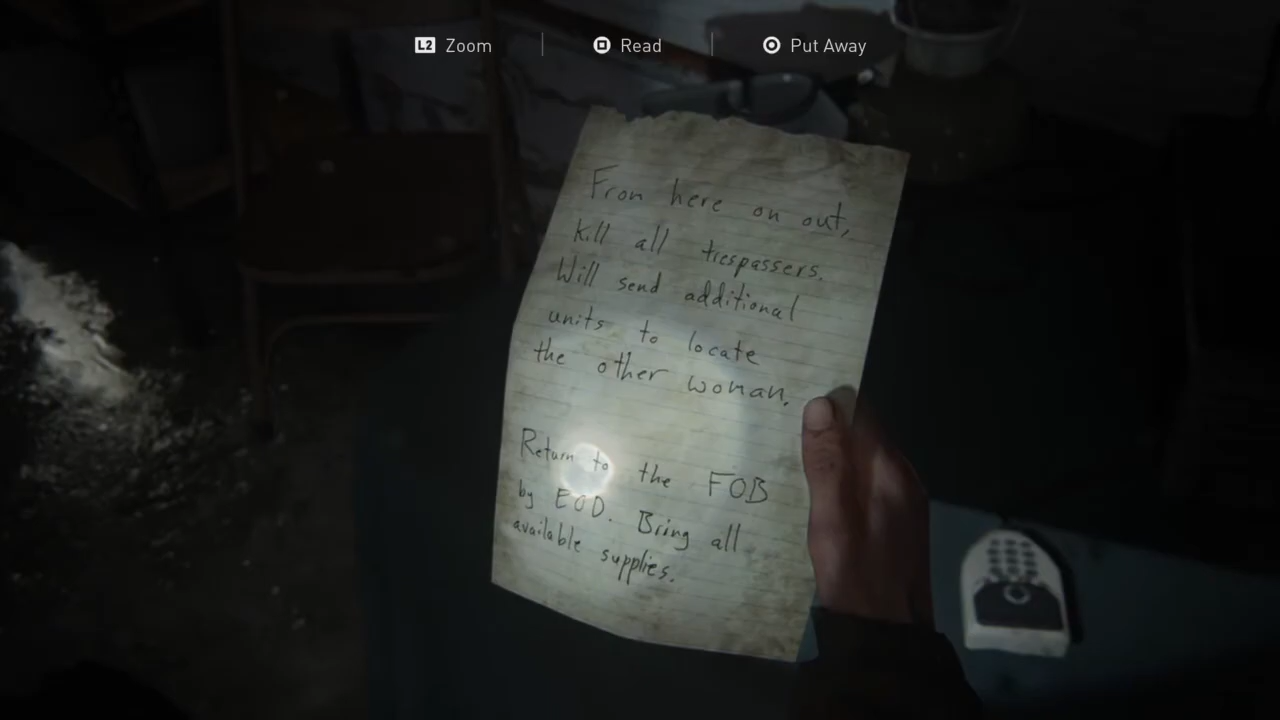 L2 Zoom
Read
Put Away
From here on out,
kill all trespassers.
Will send additional
units to locate
the other woman.
Return to the FOB
by EOD. Bring all
available supplies.